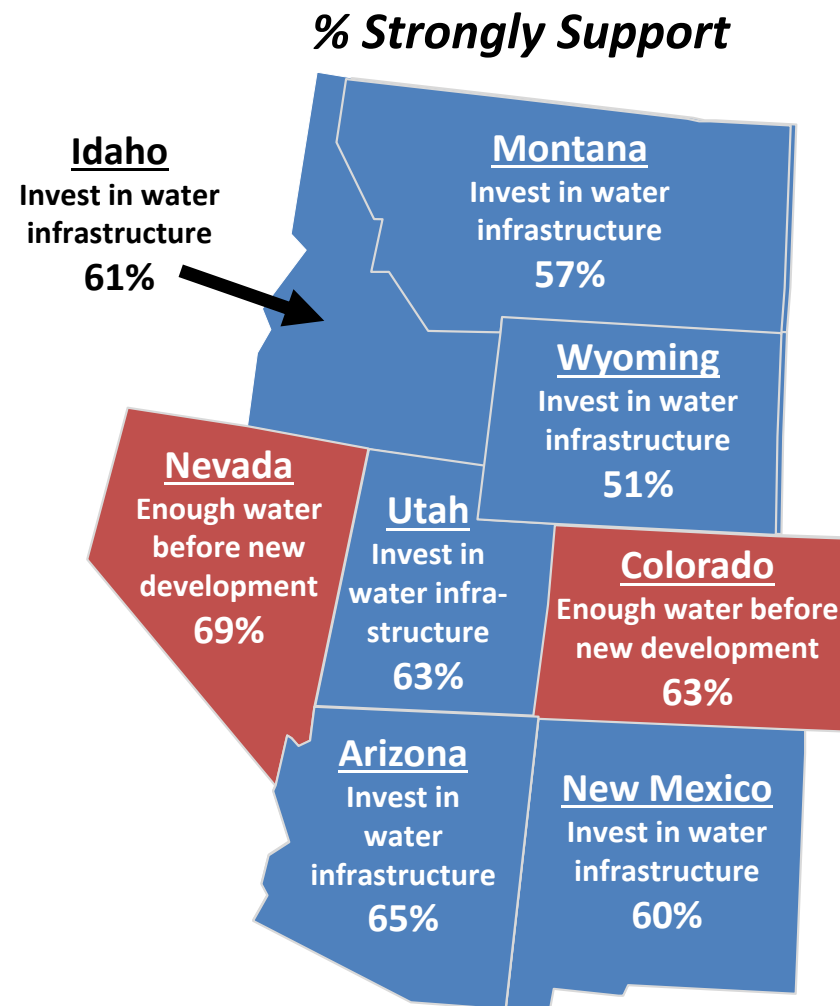 % Strongly Support
Idaho
Invest in water
infrastructure
61%
Montana
Invest in water
infrastructure
57%
Wyoming
Invest in water
infrastructure
51%
Nevada
Enough water
before new
development
69%
Utah
Invest in
water infra-
structure
63%
Colorado
Enough water before
new development
63%
Arizona
Invest in
water
infrastructure
65%
New Mexico
Invest in water
infrastructure
60%